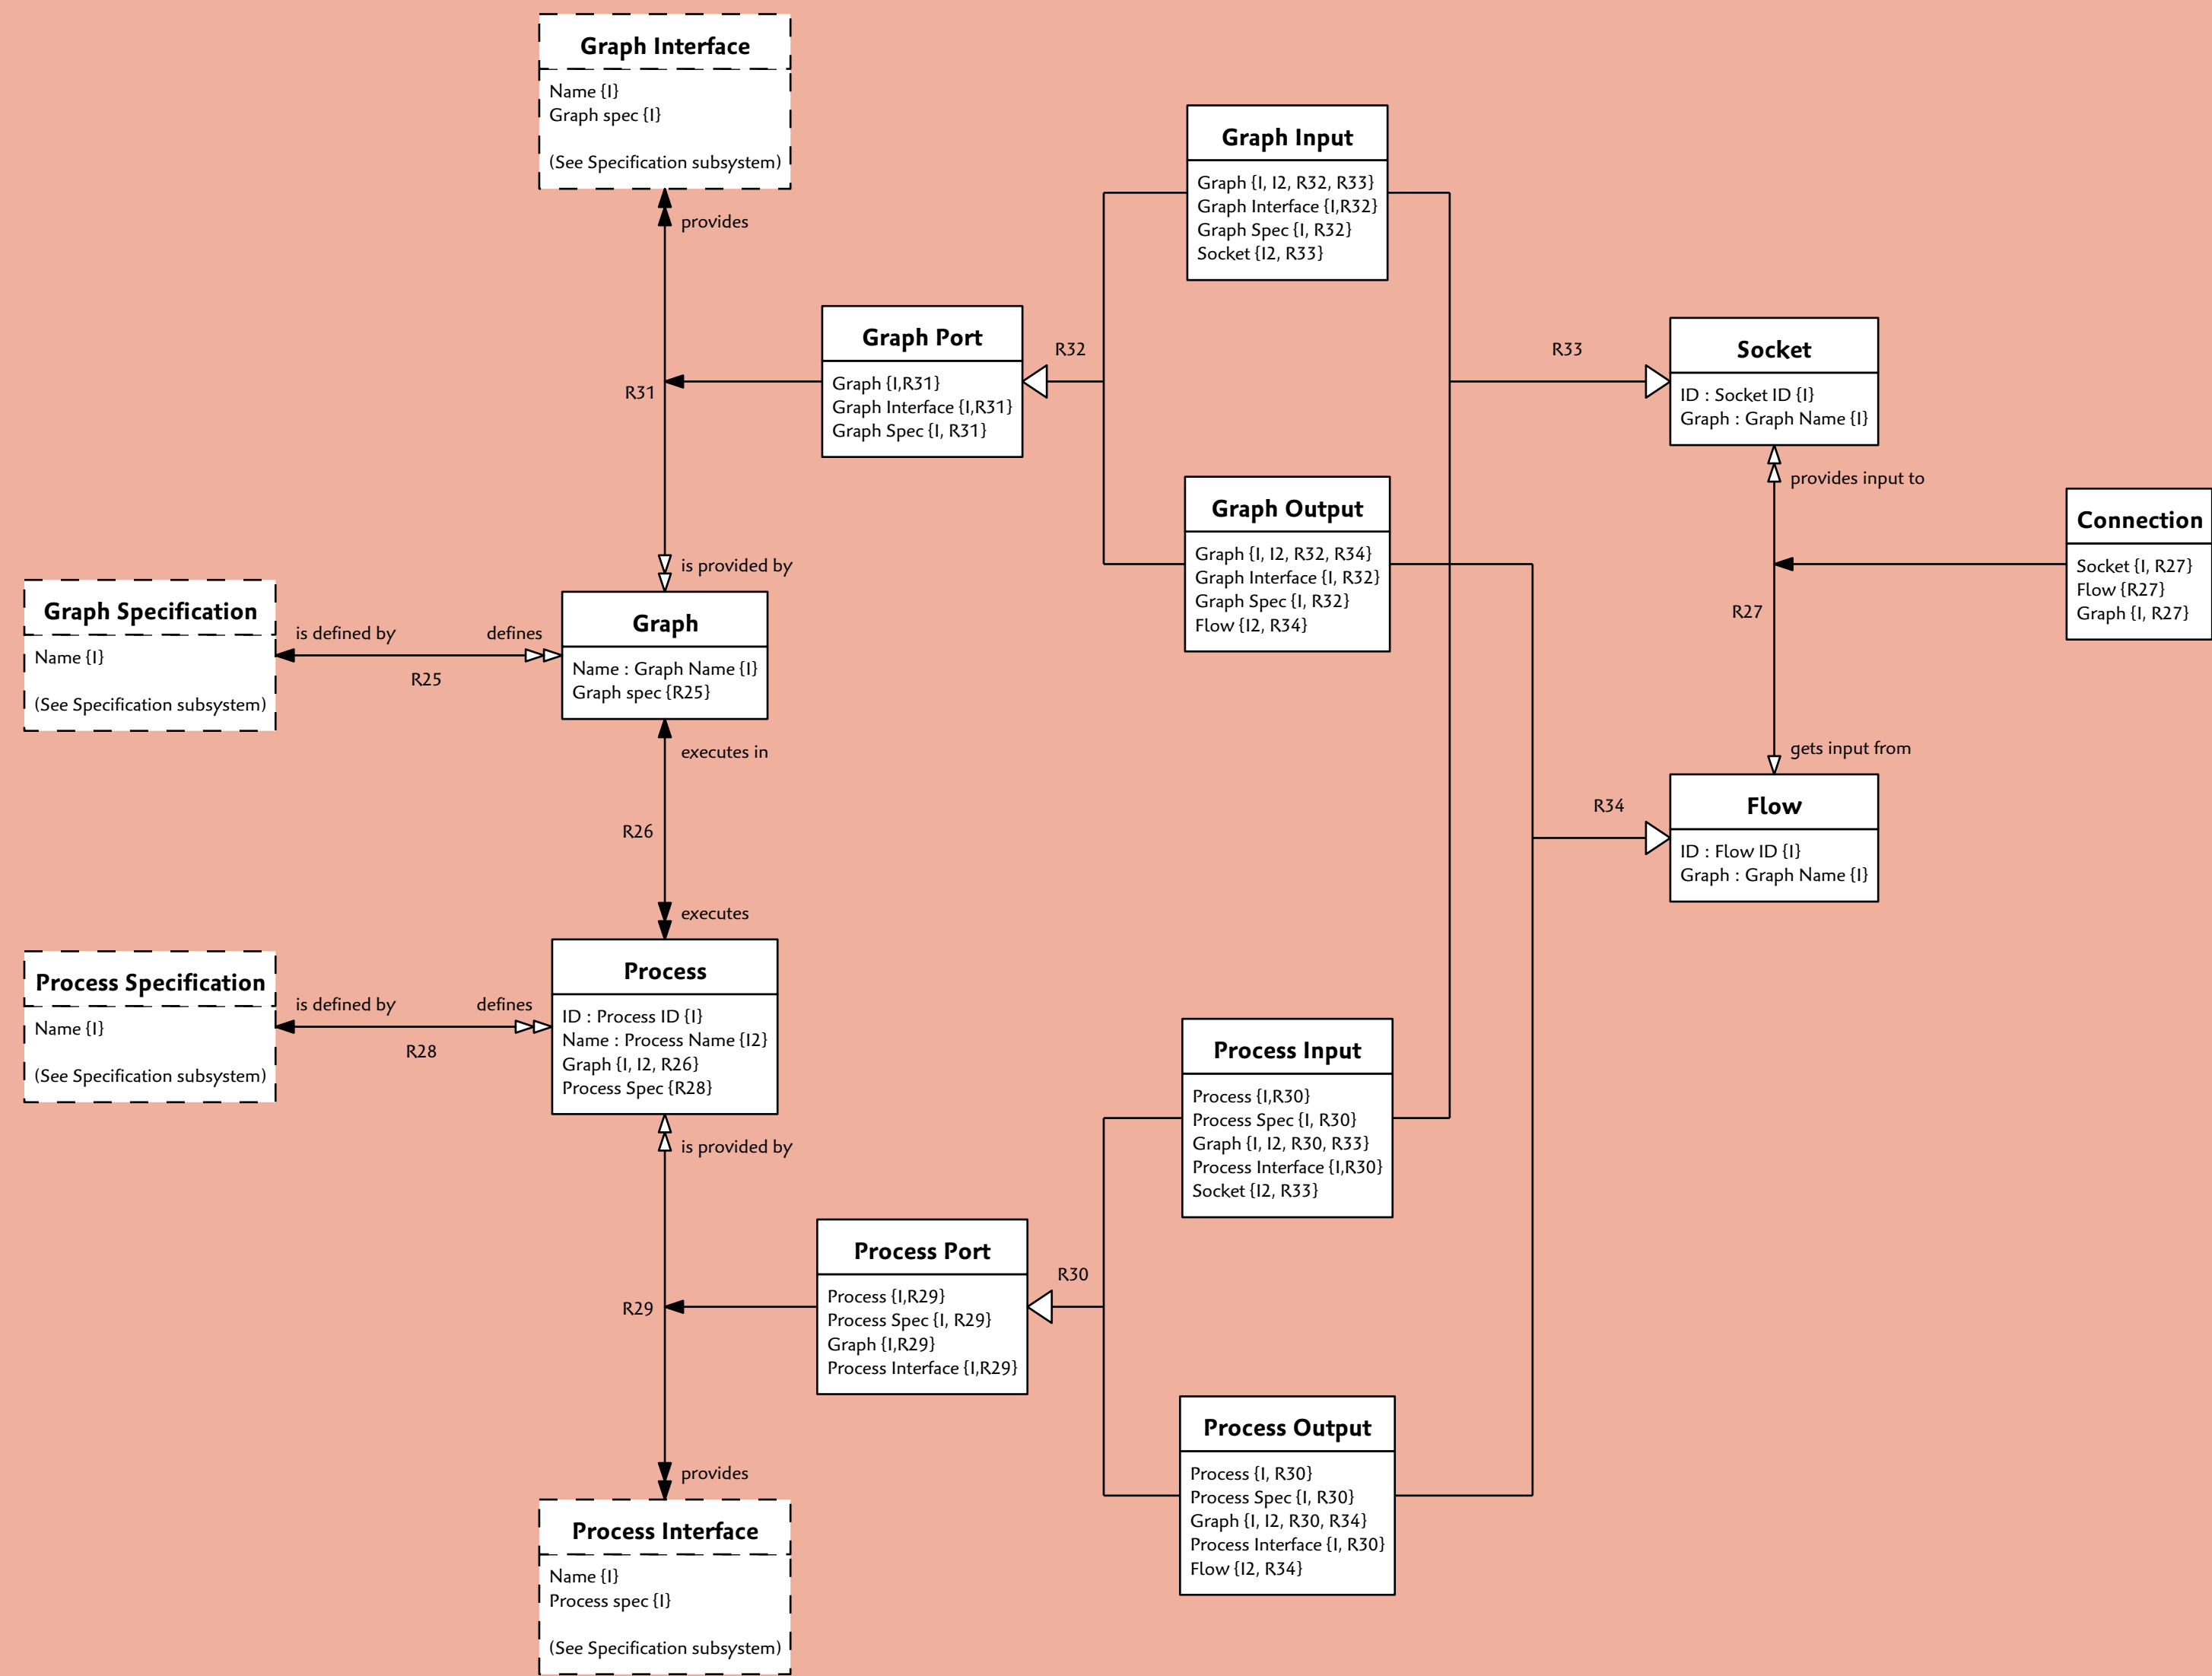 Graph Interface
Name {I}
Graph spec {I}
(See Specification subsystem)
provides
R31
is provided by
Graph Port
Graph {I,R31}
Graph Interface {I,R31}
Graph Spec {I, R31}
R32
Graph Input
Graph {I, I2, R32, R33}
Graph Interface {I,R32}
Graph Spec {I, R32}
Socket {I2, R33}
Graph Output
Graph {I, I2, R32, R34}
Graph Interface {I, R32}
Graph Spec {I, R32}
Flow {I2, R34}
R33
Socket
ID : Socket ID {I}
Graph : Graph Name {I}
provides input to
R27
gets input from
Connection
Socket {I, R27}
Flow {R27}
Graph {I, R27}
R34
Flow
ID : Flow ID {I}
Graph : Graph Name {I}
Graph Specification
Name {I}
(See Specification subsystem)
is defined by
defines
R25
Graph
Name : Graph Name {I}
Graph spec {R25}
executes in
R26
executes
Process Specification
Name {I}
(See Specification subsystem)
is defined by
defines
R28
Process
ID : Process ID {I}
Name : Process Name {I2}
Graph {I, I2, R26}
Process Spec {R28}
is provided by
R29
provides
Process Port
Process {I,R29}
Process Spec {I, R29}
Graph {I,R29}
Process Interface {I,R29}
R30
Process Input
Process {I,R30}
Process Spec {I, R30}
Graph {I, I2, R30, R33}
Process Interface {I,R30}
Socket {I2, R33}
Process Output
Process {I, R30}
Process Spec {I, R30}
Graph {I, I2, R30, R34}
Process Interface {I, R30}
Flow {I2, R34}
Process Interface
Name {I}
Process spec {I}
(See Specification subsystem)